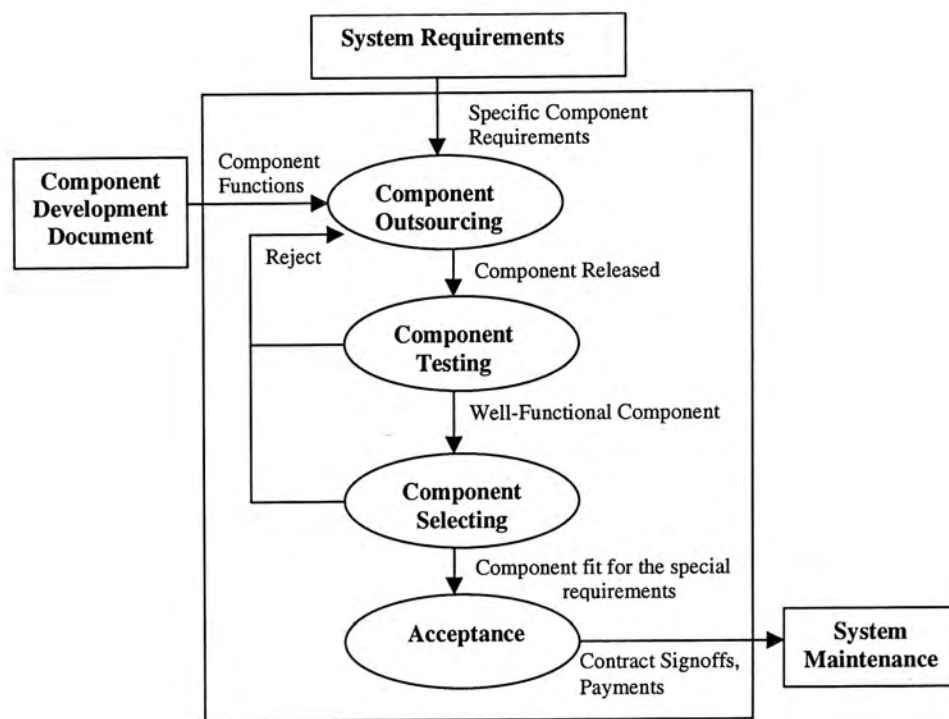 System Requirements
Specific Component
Requirements
Component
Functions
Component
Development
Document
Component
Outsourcing
Reject
Component Released
Component
Testing
Well-Functional Component
Component
Selecting
Component fit for the special
requirements
Acceptance
System
Maintenance
Contract Signoffs,
Payments